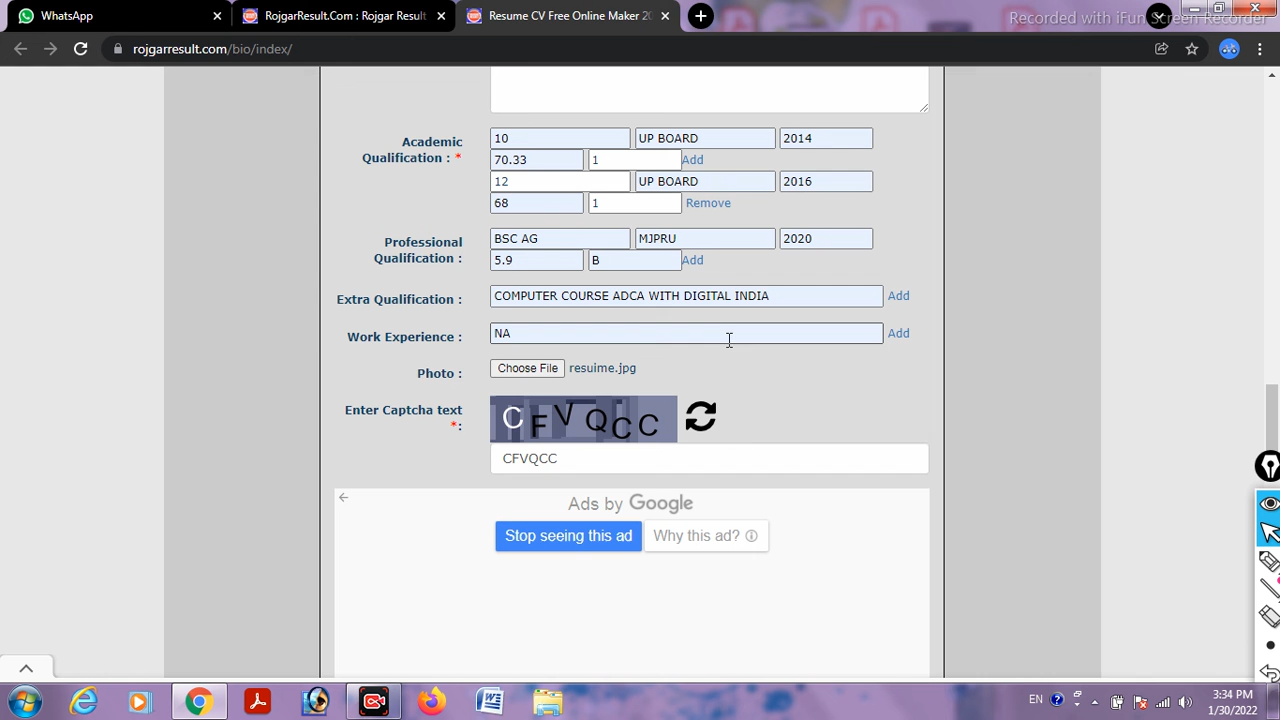 WhatsApp
RojgarResult.Com : Rojgar Result
Resume CV Free Online Maker 20
Recorded with iFun Screen Recorder
rojgarresult.com/bio/index/
Academic Qualification : *
10 UP BOARD 2014
70.33 1 Add
12 UP BOARD 2016
68 1 Remove
Professional Qualification :
BSC AG MJPRU 2020
5.9 B Add
Extra Qualification : COMPUTER COURSE ADCA WITH DIGITAL INDIA Add
Work Experience : NA Add
Photo : Choose File resuime.jpg
Enter Captcha text *:
CFVQCC
CFVQCC
Ads by Google
Stop seeing this ad Why this ad?
EN
3:34 PM
1/30/2022